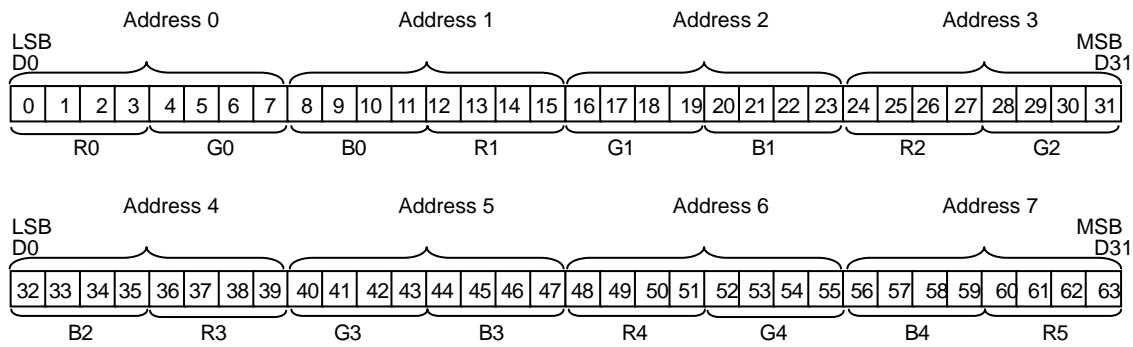 Address 0 Address 1 Address 2 Address 3
LSB MSB
D0 D31
0 1 2 3 4 5 6 7 8 9 10 11 12 13 14 15 16 17 18 19 20 21 22 23 24 25 26 27 28 29 30 31
R0 G0 B0 R1 G1 B1 R2 G2
Address 4 Address 5 Address 6 Address 7
LSB MSB
D0 D31
32 33 34 35 36 37 38 39 40 41 42 43 44 45 46 47 48 49 50 51 52 53 54 55 56 57 58 59 60 61 62 63
B2 R3 G3 B3 R4 G4 B4 R5